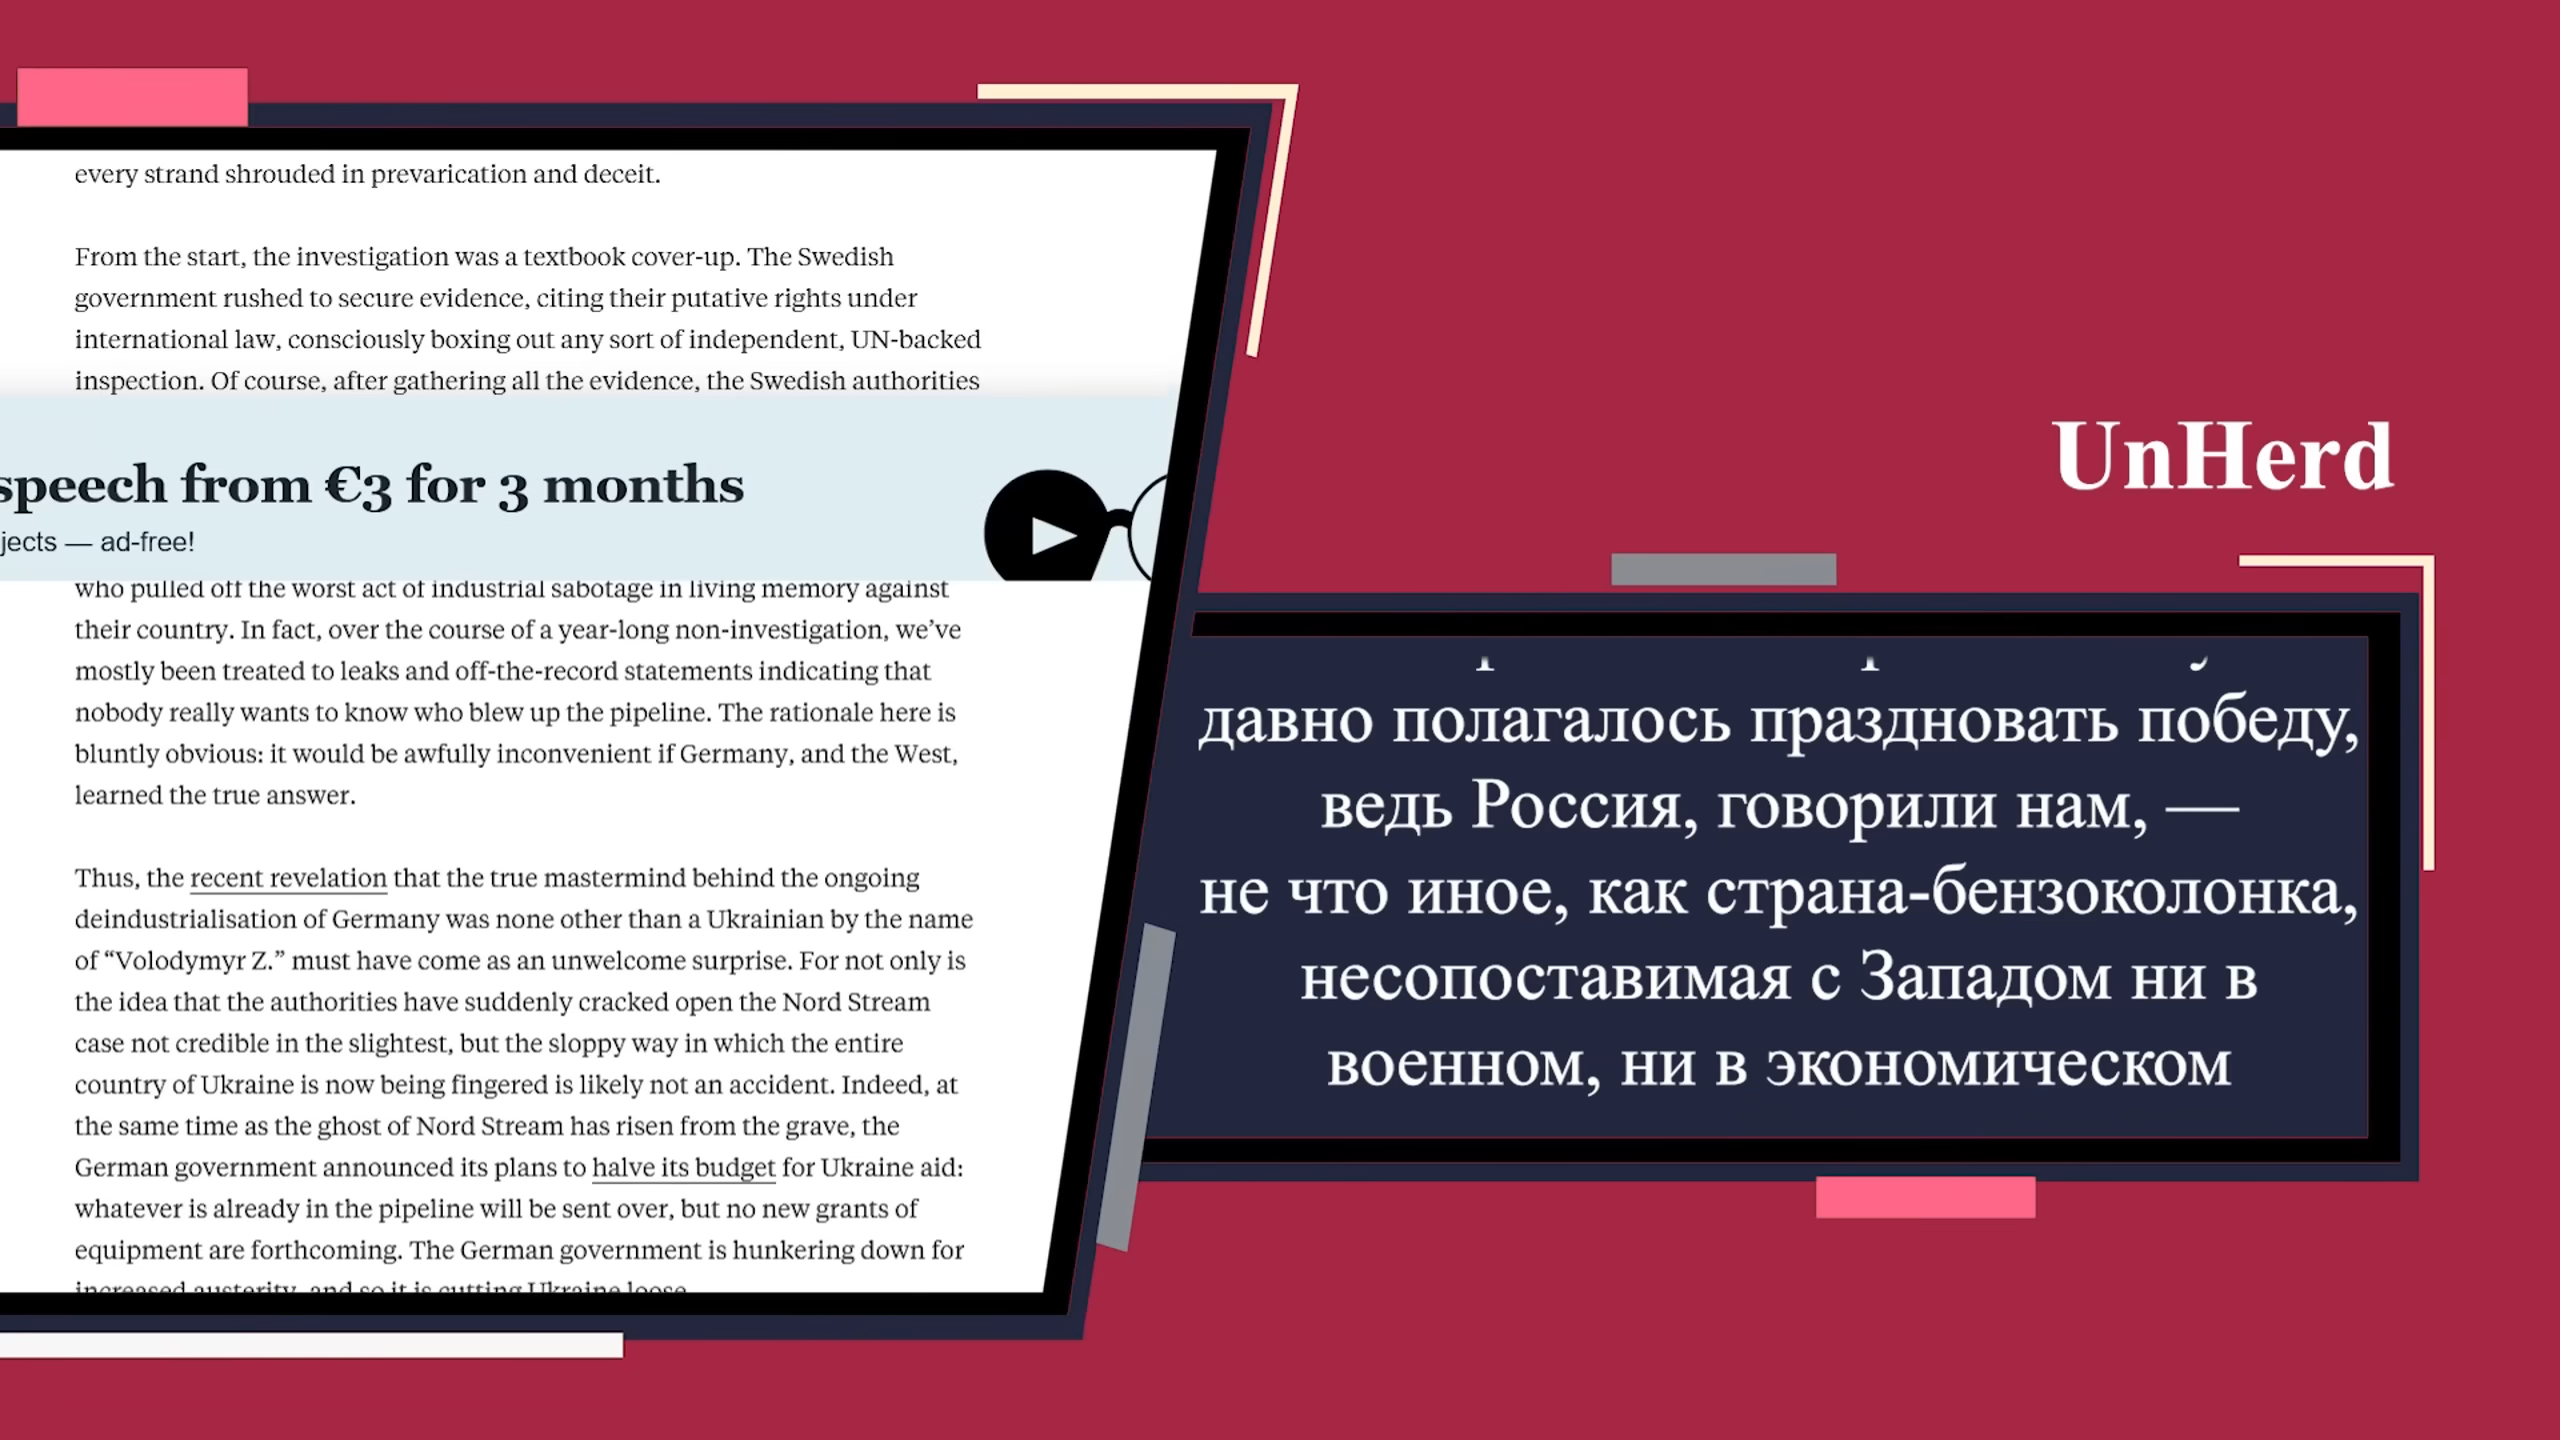 every strand shrouded in prevarication and deceit.
From the start, the investigation was a textbook cover-up. The Swedish
government rushed to secure evidence, citing their putative rights under
international law, consciously boxing out any sort of independent, UN-backed
inspection. Of course, after gathering all the evidence, the Swedish authorities
speech from €3 for 3 months
jects — ad-free!
who pulled off the worst act of industrial sabotage in living memory against
their country. In fact, over the course of a year-long non-investigation, we’ve
mostly been treated to leaks and off-the-record statements indicating that
nobody really wants to know who blew up the pipeline. The rationale here is
bluntly obvious: it would be awfully inconvenient if Germany, and the West,
learned the true answer.
Thus, the recent revelation that the true mastermind behind the ongoing
deindustrialisation of Germany was none other than a Ukrainian by the name
of “Volodymyr Z.” must have come as an unwelcome surprise. For not only is
the idea that the authorities have suddenly cracked open the Nord Stream
case not credible in the slightest, but the sloppy way in which the entire
country of Ukraine is now being fingered is likely not an accident. Indeed, at
the same time as the ghost of Nord Stream has risen from the grave, the
German government announced its plans to halve its budget for Ukraine aid:
whatever is already in the pipeline will be sent over, but no new grants of
equipment are forthcoming. The German government is hunkering down for
increased austerity, and so it is cutting Ukraine loose.
UnHerd
давно полагалось праздновать победу,
ведь Россия, говорили нам, —
не что иное, как страна-бензоколонка,
несопоставимая с Западом ни в
военном, ни в экономическом